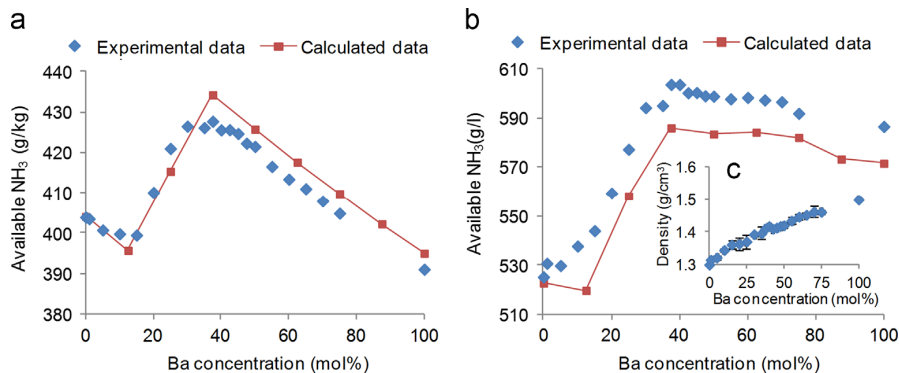 a
Experimental data
Calculated data
Available NH₃ (g/kg)
440
430
420
410
400
390
380
0
20
40
60
80
100
Ba concentration (mol%)
b
Experimental data
Calculated data
Available NH₃(g/l)
610
590
570
550
530
510
0
20
40
60
80
100
Ba concentration (mol%)
C
Density (g/cm³)
1.6
1.5
1.4
1.3
0
25
50
75
100
Ba concentration (mol%)